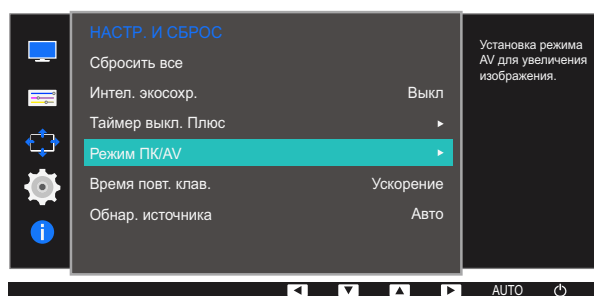 НАСТР. И СБРОС
Сбросить все
Интел. экосохр. Выкл
Таймер выкл. Плюс
Режим ПК/AV
Время повт. клав. Ускорение
Обнар. источника Авто
Установка режима
AV для увеличения
изображения.
AUTO